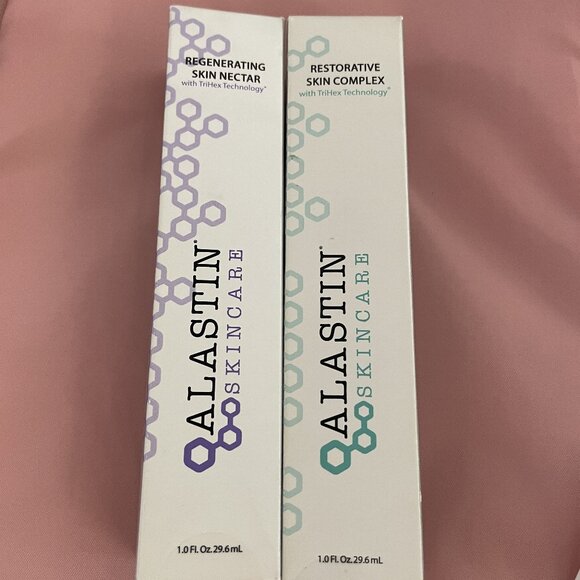 REGENERATING
SKIN NECTAR
with TriHex Technology®
ALASTIN®
SKINCARE
1.0 Fl. Oz. 29.6 mL
RESTORATIVE
SKIN COMPLEX
with TriHex Technology™
ALASTIN®
SKINCARE
1.0 Fl. Oz. 29.6 mL